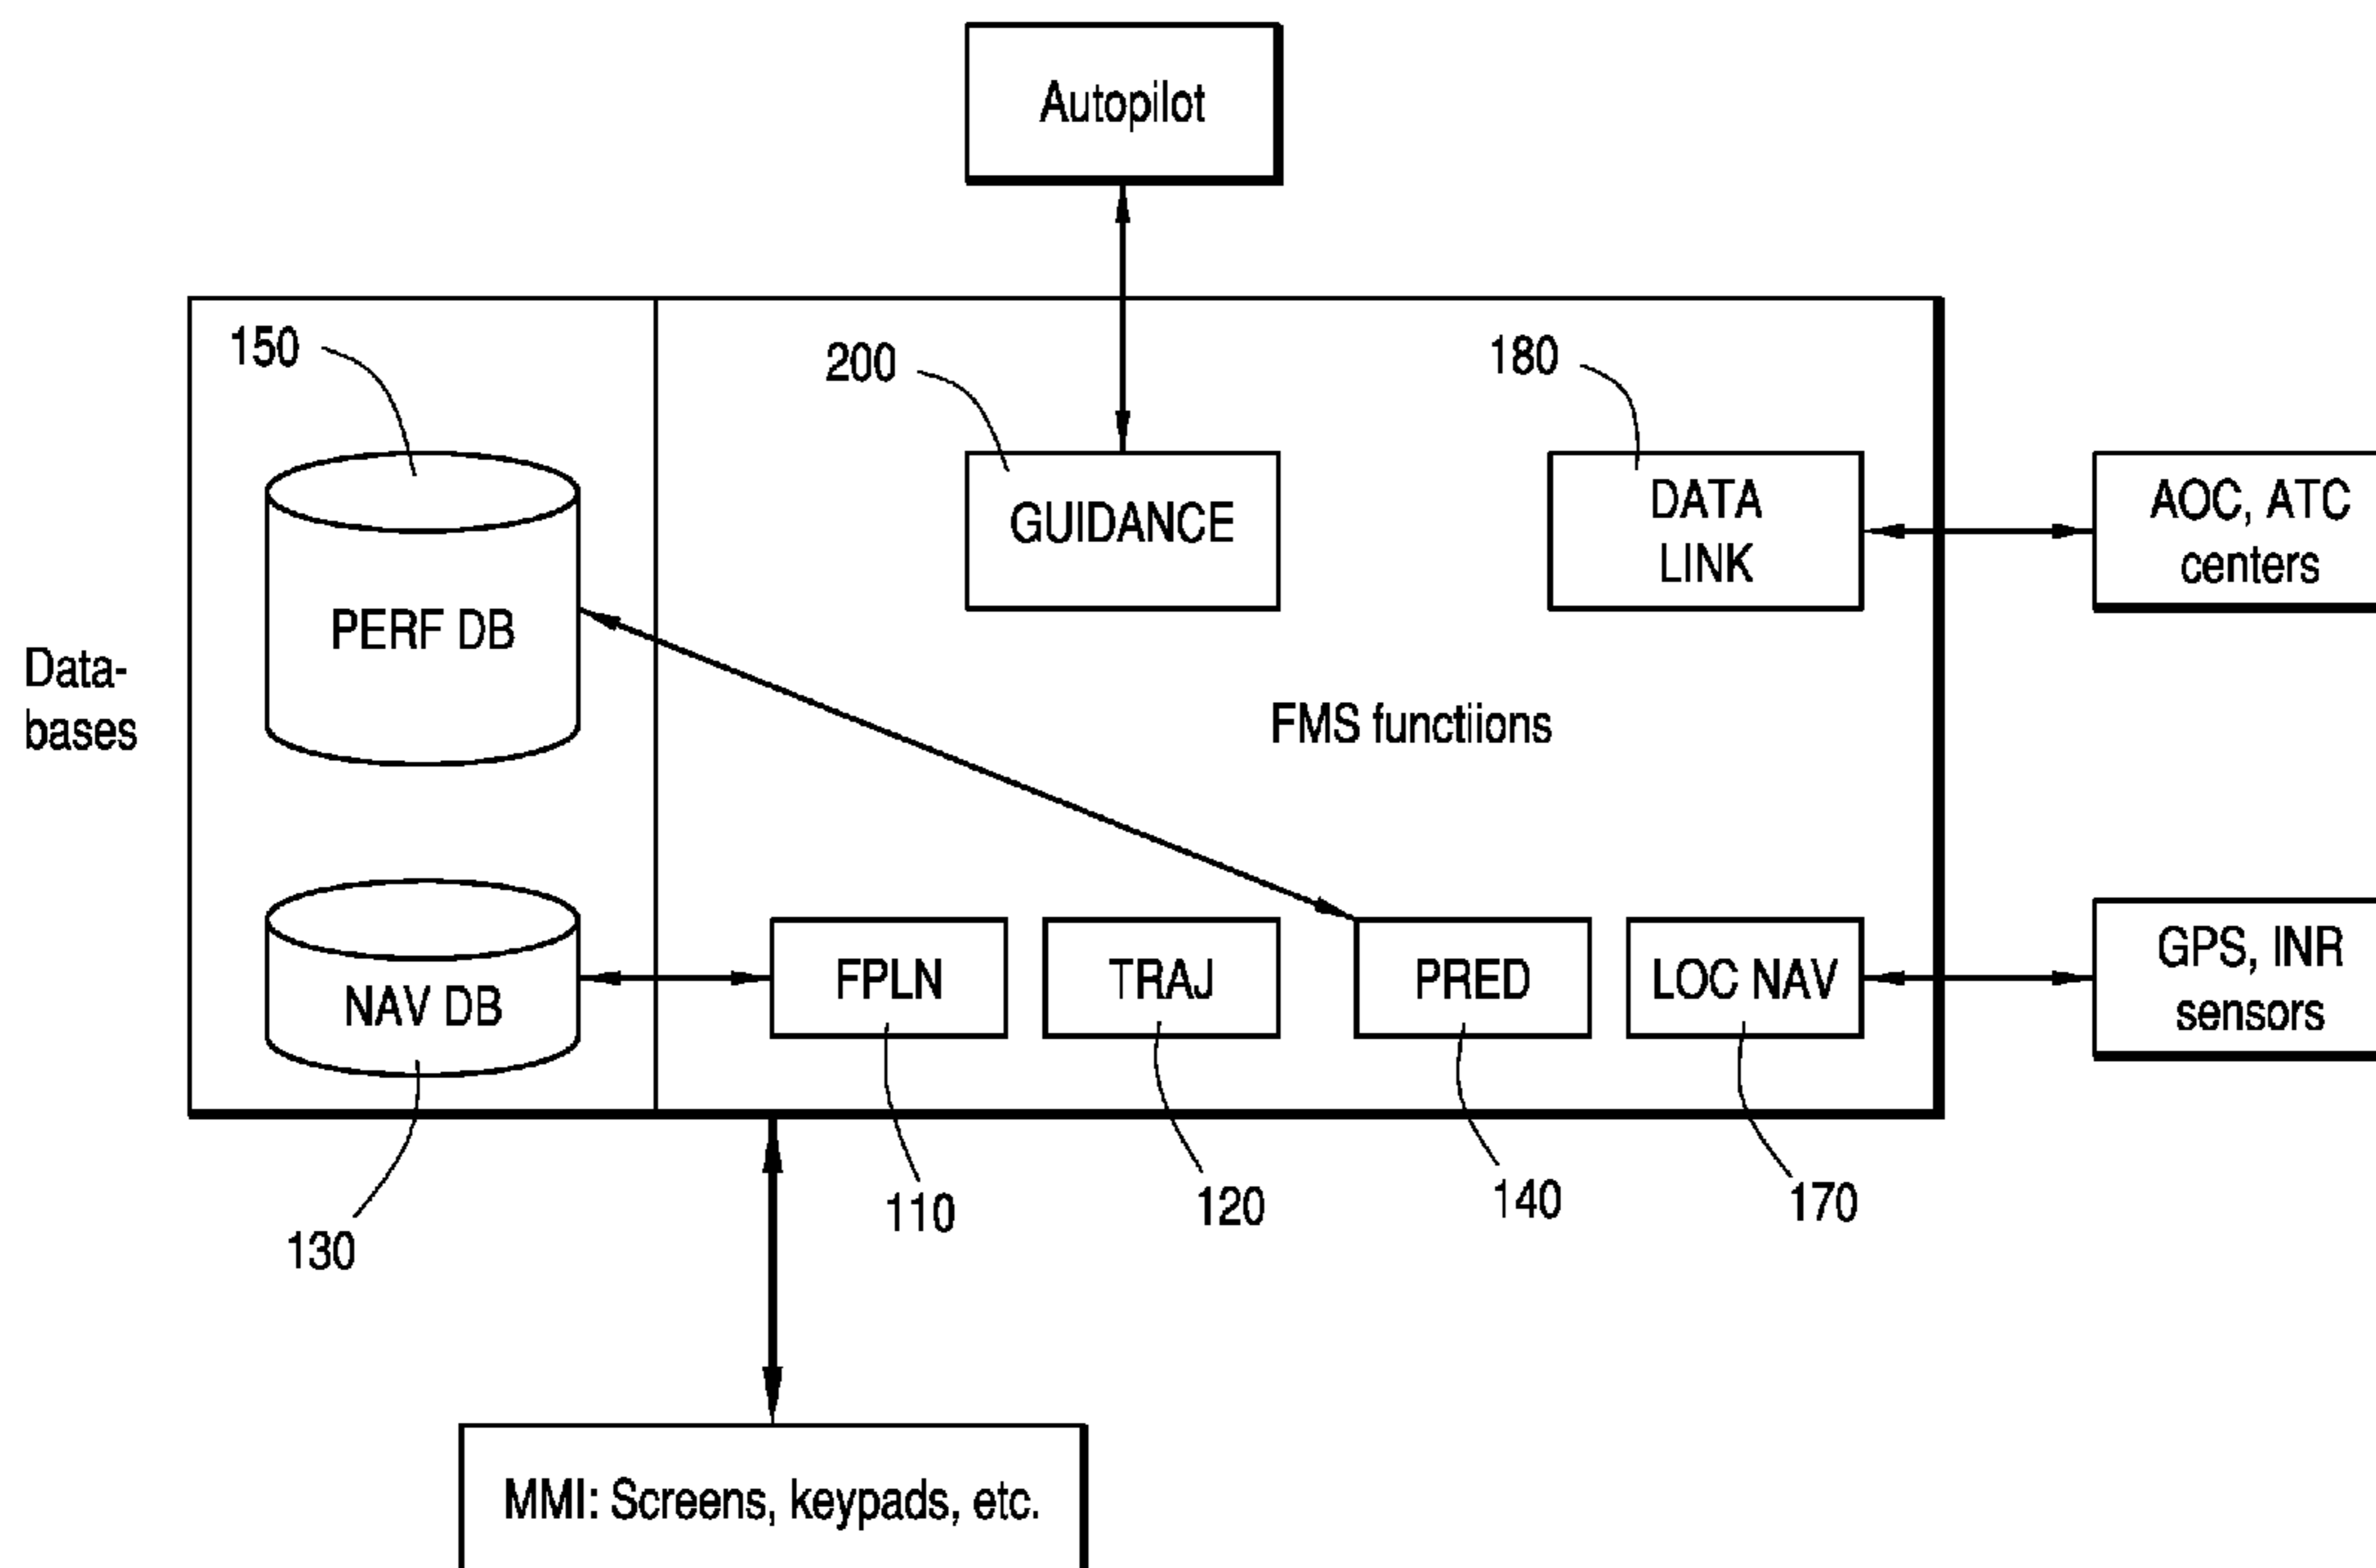 Autopilot
150
200
180
GUIDANCE
DATA
LINK
AOC, ATC
centers
PERF DB
Data-
bases
FMS functiions
NAV DB
FPLN
TRAJ
PRED
LOC NAV
GPS, INR
sensors
130
110
120
140
170
MMI: Screens, keypads, etc.